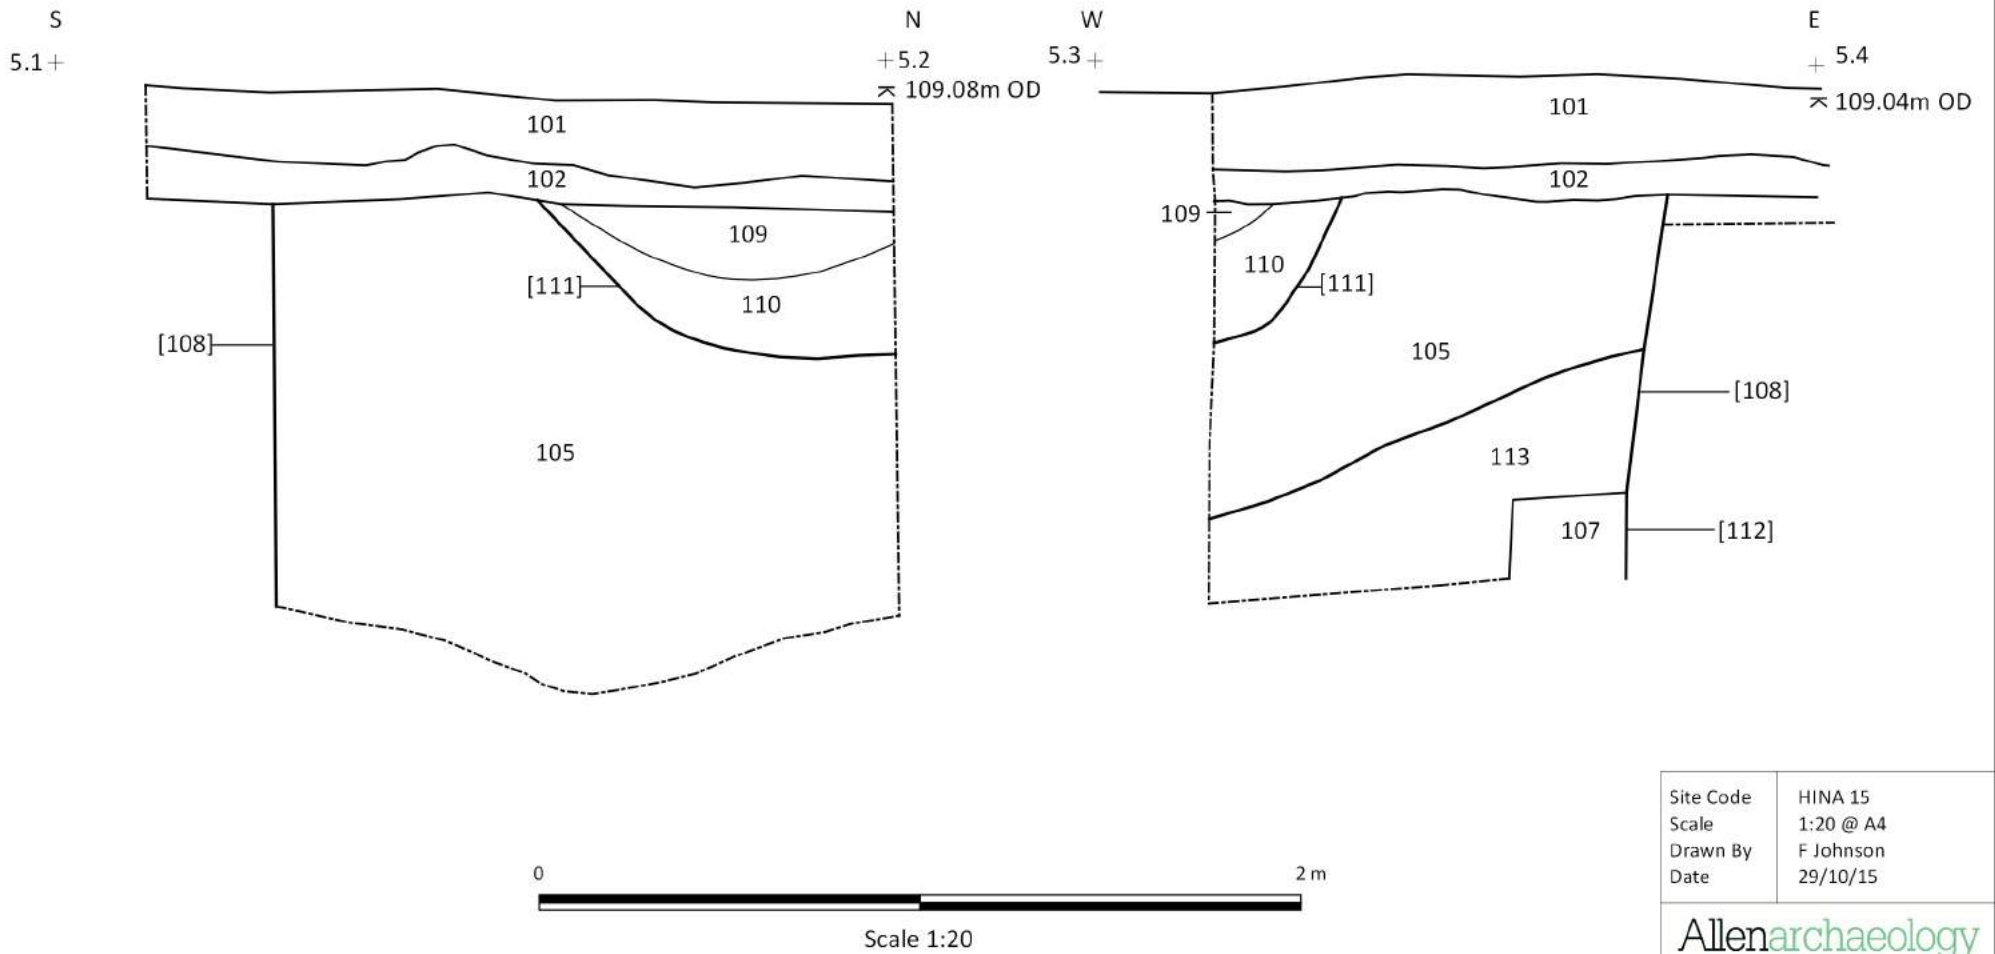 S N W E
5.1 5.2 5.3 5.4
109.08m OD 109.04m OD
101 101
102 102
109 109
110 110
[111] [111]
[108] 105
105 [108]
113
107 [112]
0 2 m
Scale 1:20
Site Code HINA 15
Scale 1:20 @ A4
Drawn By F Johnson
Date 29/10/15
Allenarchaeology